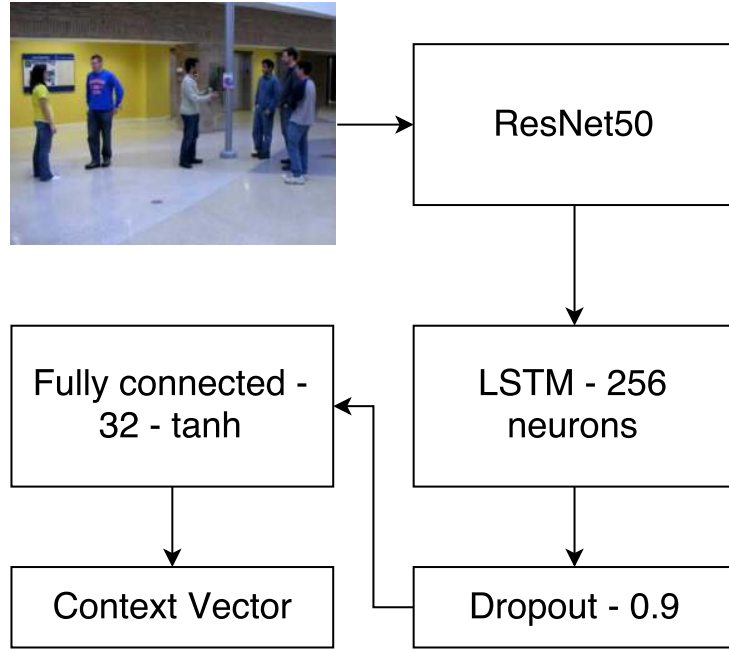 ResNet50
LSTM - 256
neurons
Dropout - 0.9
Fully connected -
32 - tanh
Context Vector